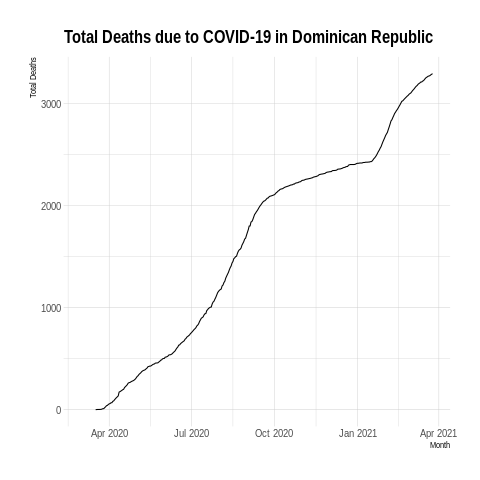 Total Deaths due to COVID-19 in Dominican Republic
Total Deaths
3000
2000
1000
0
Apr 2020 Jul 2020 Oct 2020 Jan 2021 Apr 2021
Month